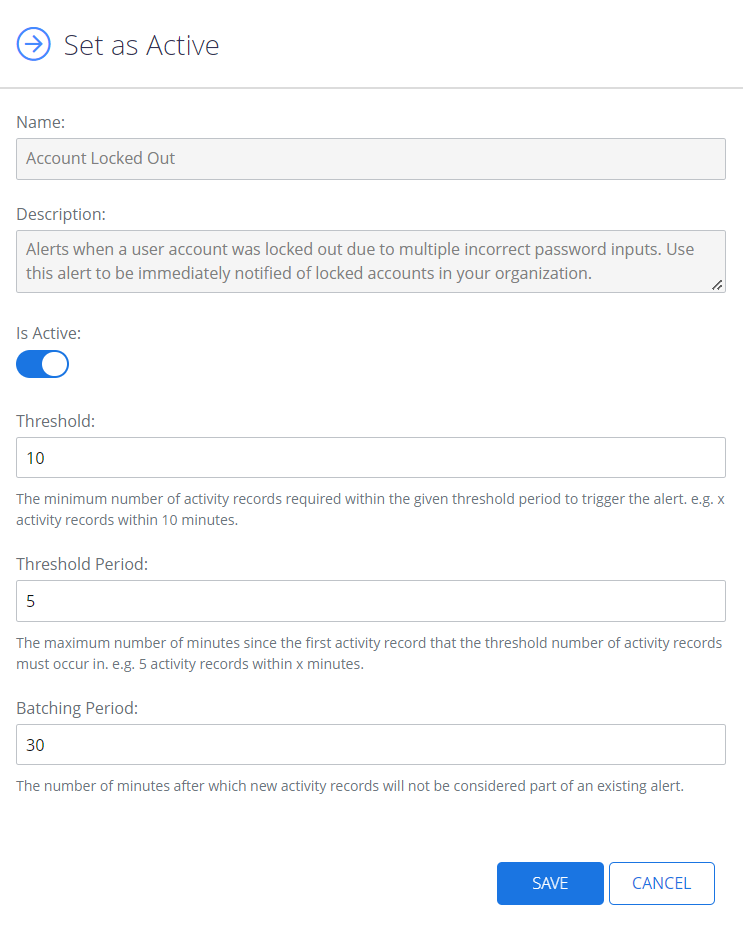 Set as Active
Name:
Account Locked Out
Description:
Alerts when a user account was locked out due to multiple incorrect password inputs. Use
this alert to be immediately notified of locked accounts in your organization.
Is Active:
Threshold:
10
The minimum number of activity records required within the given threshold period to trigger the alert. e.g. x
activity records within 10 minutes.
Threshold Period:
5
The maximum number of minutes since the first activity record that the threshold number of activity records
must occur in. e.g. 5 activity records within x minutes.
Batching Period:
30
The number of minutes after which new activity records will not be considered part of an existing alert.
SAVE CANCEL